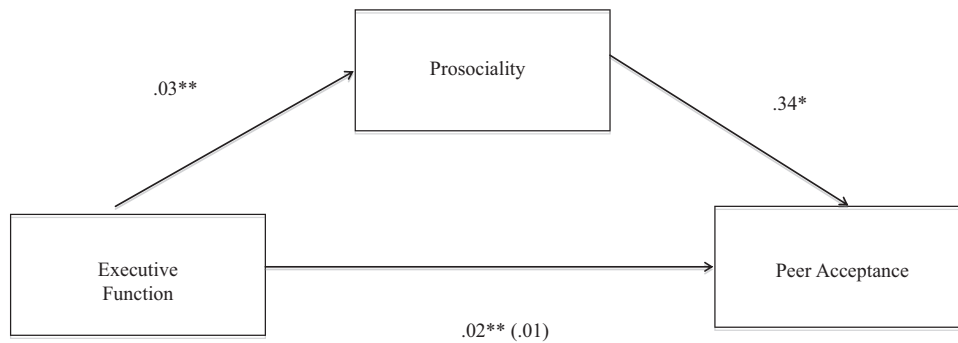 Prosociality
.03**
.34*
Executive
Function
Peer Acceptance
.02** (.01)